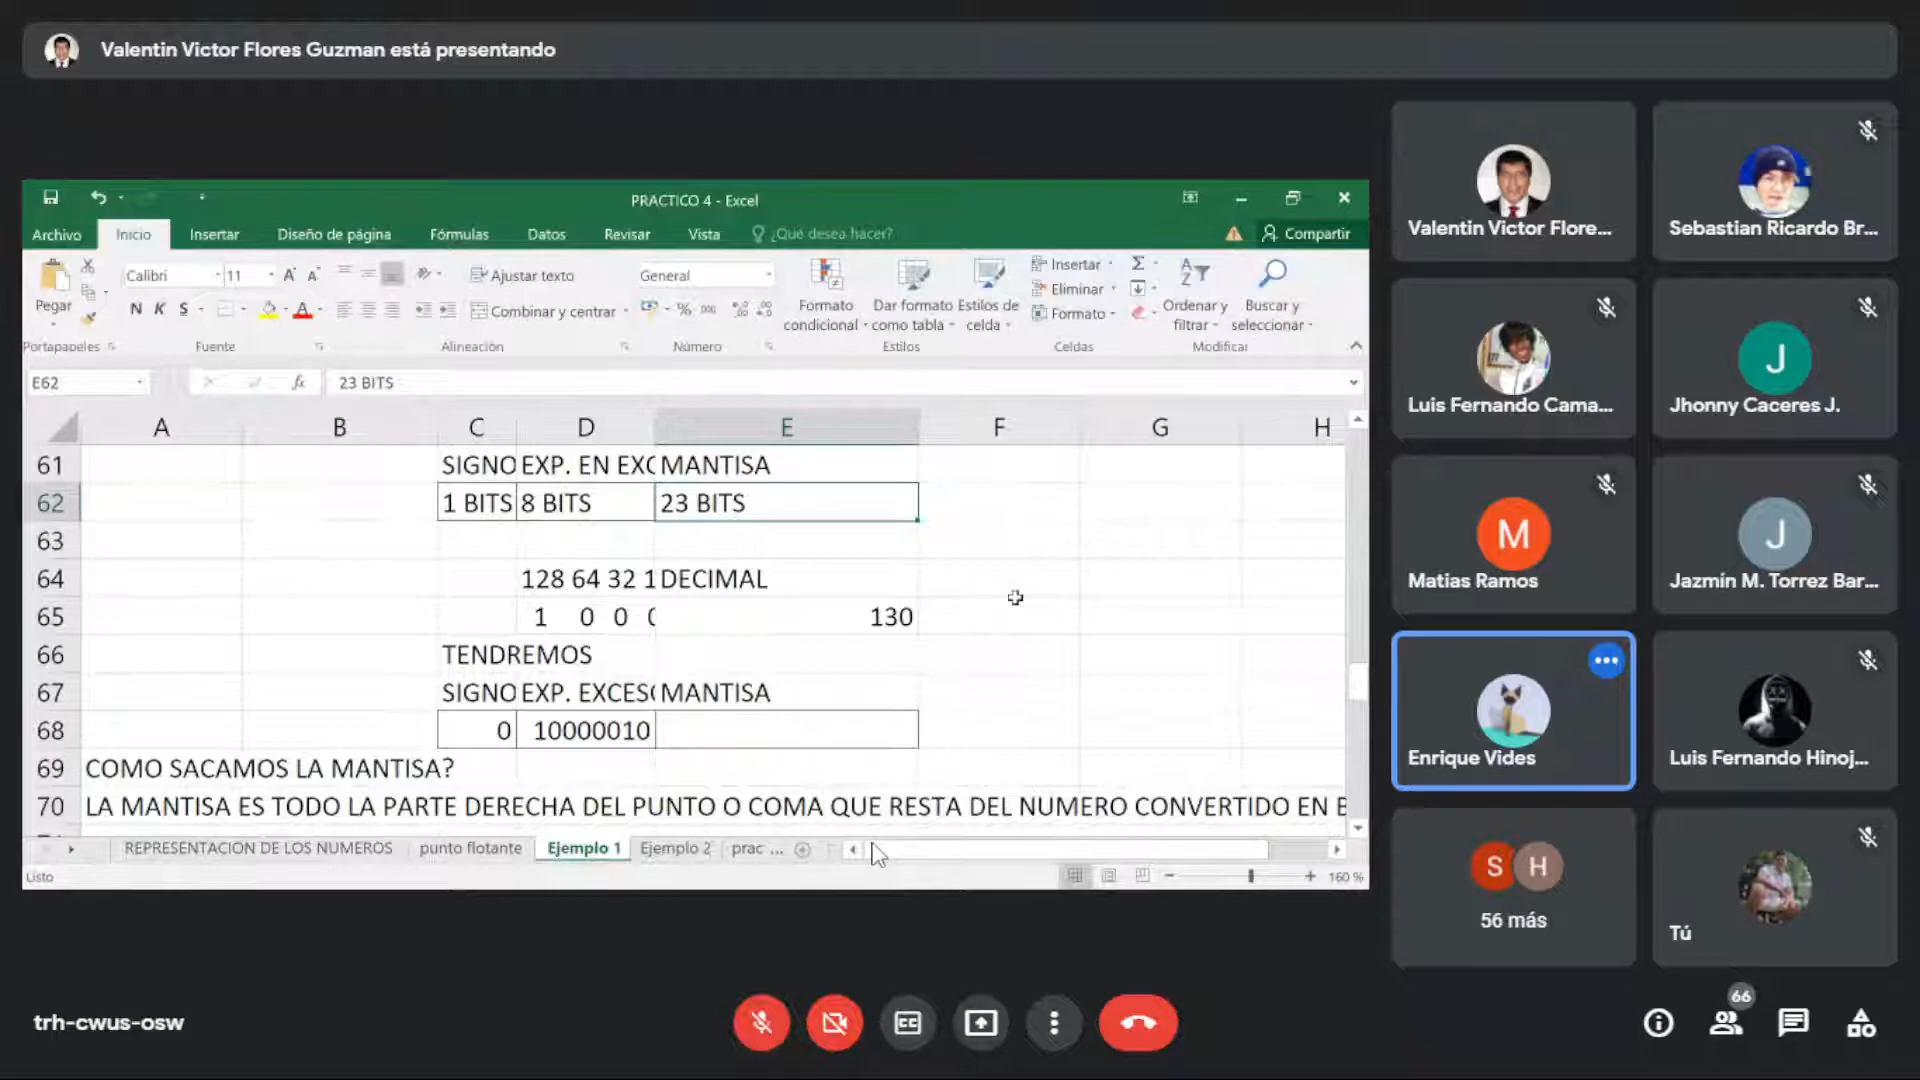 Valentin Victor Flores Guzman está presentando
PRACTICO 4 - Excel
Archivo Inicio Insertar Diseño de página Fórmulas Datos Revisar Vista ¿Qué desea hacer? Compartir
Pegar
Calibri 11
N K S
Ajustar texto
Combinar y centrar
General
% 000
Formato condicional
Dar formato como tabla
Estilos de celda
Insertar
Eliminar
Formato
Ordenar y filtrar
Buscar y seleccionar
Portapapeles Fuente Alineación Número Estilos Celdas Modificar
E62 fx 23 BITS
A B C D E F G H
61 SIGNO EXP. EN EXC MANTISA
62 1 BITS 8 BITS 23 BITS
63
64 128 64 32 1 DECIMAL
65 1 0 0 0 130
66 TENDREMOS
67 SIGNO EXP. EXCES MANTISA
68 0 10000010
69 COMO SACAMOS LA MANTISA?
70 LA MANTISA ES TODO LA PARTE DERECHA DEL PUNTO O COMA QUE RESTA DEL NUMERO CONVERTIDO EN
REPRESENTACION DE LOS NUMEROS punto flotante Ejemplo 1 Ejemplo 2 prac ...
Listo 160 %
Valentin Victor Flore...
Sebastian Ricardo Br...
Luis Fernando Cama...
J
Jhonny Caceres J.
M
Matias Ramos
J
Jazmín M. Torrez Bar...
Enrique Vides
Luis Fernando Hinoj...
S H
56 más
Tú
trh-cwus-osw
CC
66